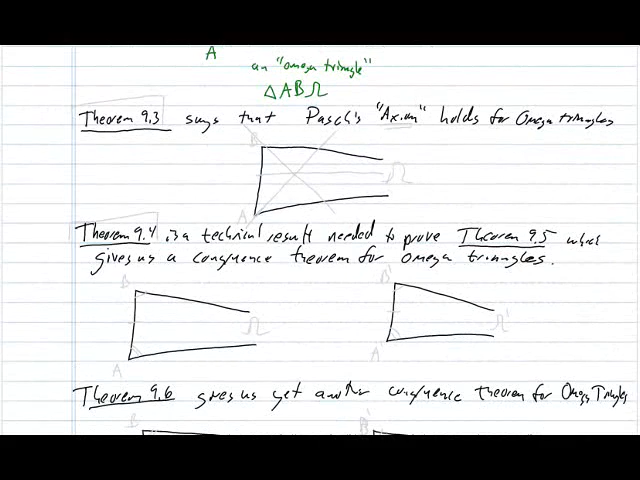 A
an "omega triangle"
△ABΩ
Theorem 9.3 says that Pasch's "Axiom" holds for Omega triangles
B
Ω
A
Theorem 9.4 is a technical result needed to prove Theorem 9.5 which
gives us a congruence theorem for omega triangles.
B B'
Ω Ω'
A A'
Theorem 9.6 gives us yet another congruence theorem for Omega Triangles
B B'